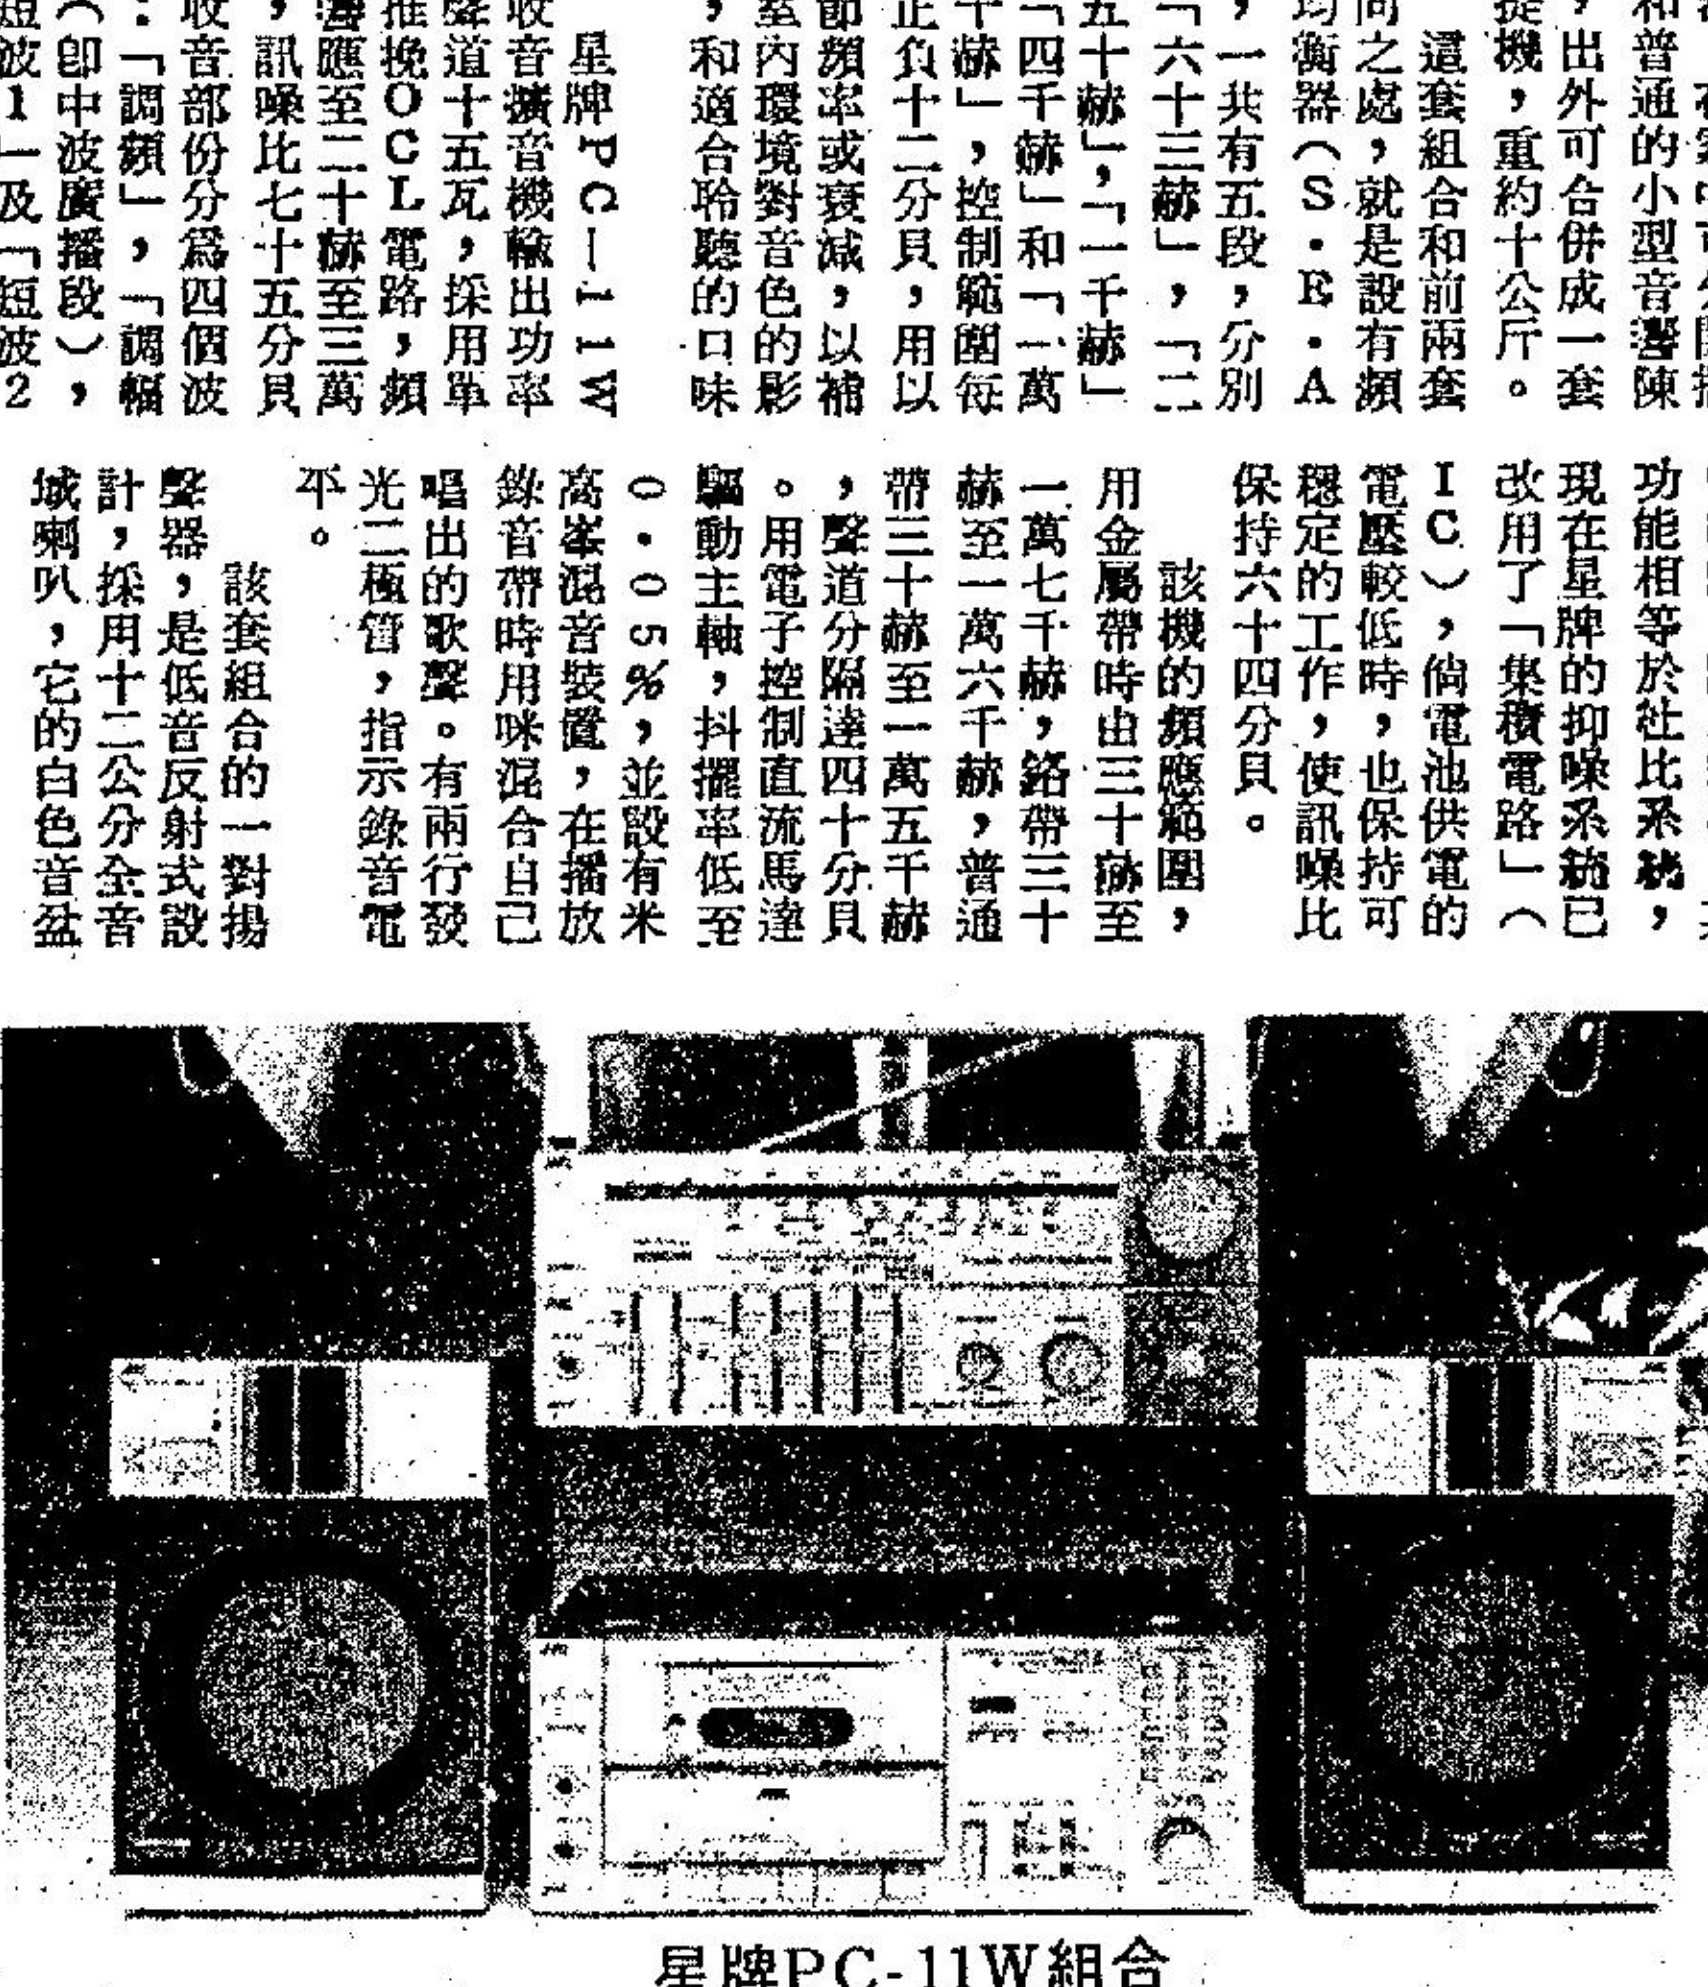 和普通的小型音響陳
，出外可合併成一套
提機，重約十公斤。
這套組合和前兩套
同之處，就是設有頻
均衡器（S．E．A
，一共有五段，分別
「六十三赫」，「二
五十赫」，「一千赫」
「四千赫」和「一萬
千赫」，控制範圍每
正負十二分貝，用以
節頻率或衰減，以補
室內環境對音色的影
，和適合聆聽的口味
星牌PC—11W
收音擴音機輸出功率
聲道十五瓦，採用單
推挽OCL電路，頻
響應至二十赫至三萬
，訊噪比七十五分貝
收音部份分爲四個波
：「調頻」，「調幅
（卽中波廣播段），
短波1」及「短波2
功能相等於社比系統，
現在星牌的抑噪系統已
改用了「集積電路」（
IC），倘電池供電的
電壓較低時，也保持可
穩定的工作，使訊噪比
保持六十四分貝。
該機的頻應範圍，
用金屬帶時由三十赫至
一萬七千赫，鉻帶三十
赫至一萬六千赫，普通
帶三十赫至一萬五千赫
，聲道分隔達四十分貝
。用電子控制直流馬達
驅動主軸，抖擺率低至
0．05%，並設有米
高峯混音裝置，在播放
錄音帶時用咪混合自己
唱出的歌聲。有兩行發
光二極管，指示錄音電
平。
該套組合的一對揚
聲器，是低音反射式設
計，採用十二公分全音
域喇叭，它的白色音盆
星牌PC-11W組合